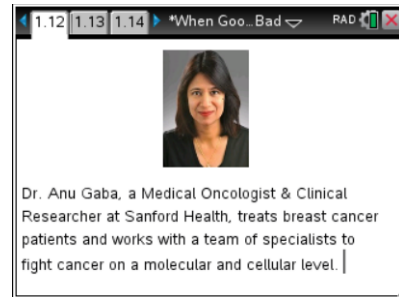 1.12 1.13 1.14 *When Goo...Bad RAD
Dr. Anu Gaba, a Medical Oncologist & Clinical
Researcher at Sanford Health, treats breast cancer
patients and works with a team of specialists to
fight cancer on a molecular and cellular level.